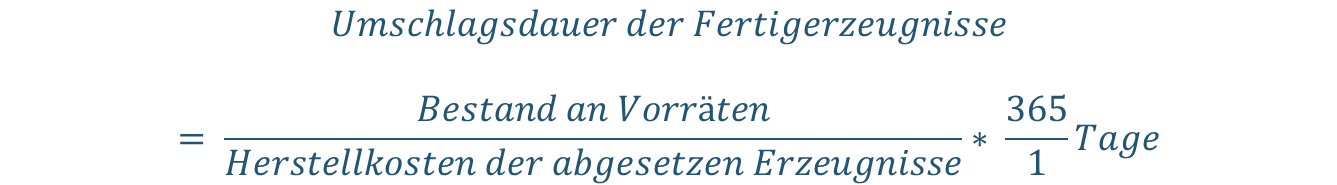 Umschlagsdauer der Fertigerzeugnisse
Bestand an Vorräten
= Herstellkosten der abgesetzen Erzeugnisse * 365
1 Tage